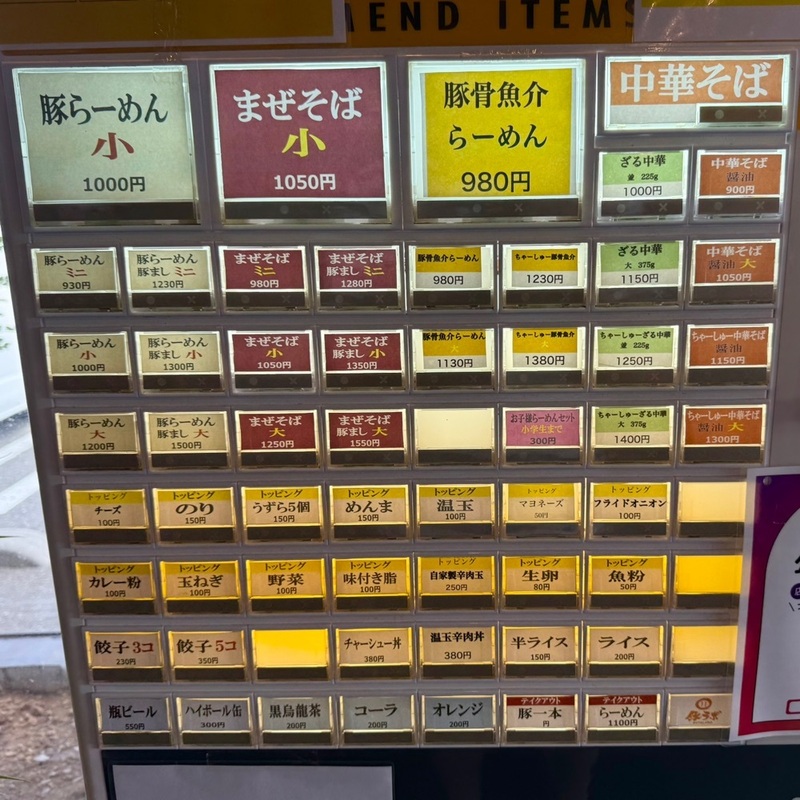 MEND ITEMS
豚らーめん
小
1000円
まぜそば
小
1050円
豚骨魚介
らーめん
980円
中華そば
ざる中華
並 225g
1000円
中華そば
醤油
900円
豚らーめん
ミニ
930円
豚らーめん
豚まし ミニ
1230円
まぜそば
ミニ
980円
まぜそば
豚まし ミニ
1280円
豚骨魚介らーめん
980円
ちゃーしゅー豚骨魚介
1230円
ざる中華
大 375g
1150円
中華そば
醤油 大
1050円
豚らーめん
小
1000円
豚らーめん
豚まし 小
1300円
まぜそば
小
1050円
まぜそば
豚まし 小
1350円
豚骨魚介らーめん
大
1130円
ちゃーしゅー豚骨魚介
大
1380円
ちゃーしゅーざる中華
並 225g
1250円
ちゃーしゅー中華そば
醤油
1150円
豚らーめん
大
1200円
豚らーめん
豚まし 大
1500円
まぜそば
大
1250円
まぜそば
豚まし 大
1550円
お子様らーめんセット
小学生まで
300円
ちゃーしゅーざる中華
大 375g
1400円
ちゃーしゅー中華そば
醤油 大
1300円
トッピング
チーズ
100円
トッピング
のり
150円
トッピング
うずら5個
150円
トッピング
めんま
150円
トッピング
温玉
100円
トッピング
マヨネーズ
50円
トッピング
フライドオニオン
100円
トッピング
カレー粉
100円
トッピング
玉ねぎ
100円
トッピング
野菜
100円
トッピング
味付き脂
100円
トッピング
自家製辛肉玉
250円
トッピング
生卵
80円
トッピング
魚粉
50円
餃子 3コ
230円
餃子 5コ
350円
チャーシュー丼
380円
温玉辛肉丼
380円
半ライス
150円
ライス
200円
瓶ビール
550円
ハイボール缶
300円
黒烏龍茶
200円
コーラ
200円
オレンジ
200円
テイクアウト
豚一本
円
テイクアウト
らーめん
1100円